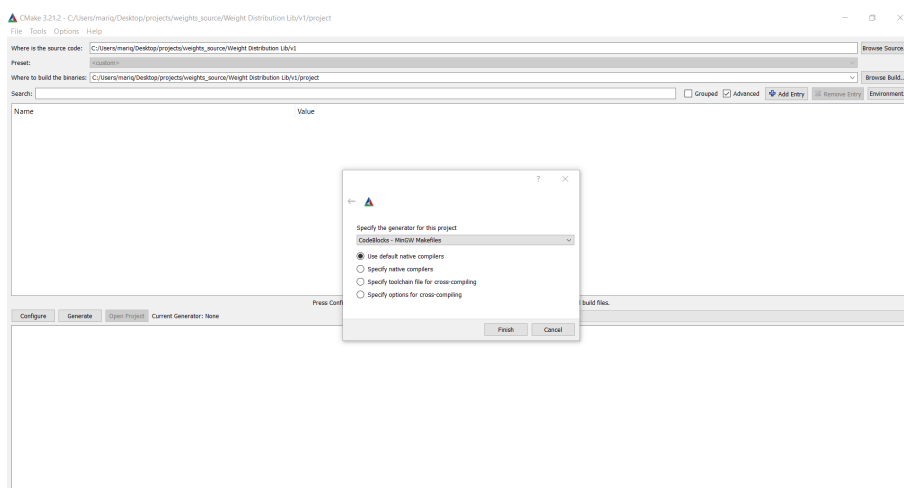 CMake 3.21.2 - C:/Users/mariq/Desktop/projects/weights_source/Weight Distribution Lib/v1/project
File Tools Options Help
Where is the source code: C:/Users/mariq/Desktop/projects/weights_source/Weight Distribution Lib/v1 Browse Source
Preset: <custom>
Where to build the binaries: C:/Users/mariq/Desktop/projects/weights_source/Weight Distribution Lib/v1/project Browse Build..
Search: Grouped Advanced Add Entry Remove Entry Environment
Name Value
?
Specify the generator for this project
CodeBlocks - MinGW Makefiles
Use default native compilers
Specify native compilers
Specify toolchain file for cross-compiling
Specify options for cross-compiling
Press Confi build files.
Configure Generate Open Project Current Generator: None
Finish Cancel